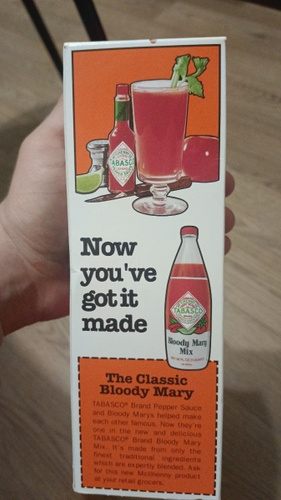 TABASCO
Now
you've
got it
made
TABASCO
Bloody Mary
Mix
The Classic
Bloody Mary
TABASCO® Brand Pepper Sauce
and Bloody Marys helped make
each other famous. Now they're
one in the new and delicious
TABASCO® Brand Bloody Mary
Mix. It's made from only the
finest traditional ingredients
which are expertly blended. Ask
for this new McIlhenny product
at your retail grocers.